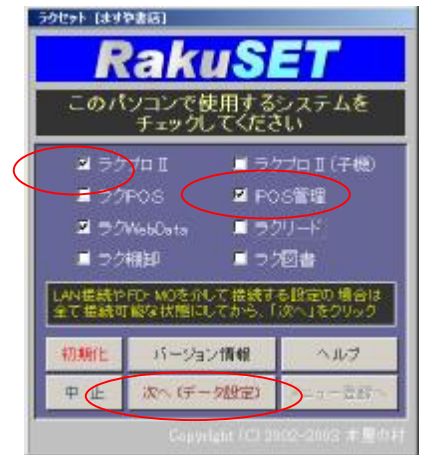 ラクセット [ますや書店]
RakuSET
このパソコンで使用するシステムを
チェックしてください
ラクプロⅡ
ラクプロⅡ(子機)
ラクPOS
POS管理
ラクWebData
ラクリード
ラク棚卸
ラク図書
LAN接続やFD・MOを介して接続する設定の場合は
全て接続可能な状態にしてから、「次へ」をクリック
初期化
バージョン情報
ヘルプ
中 止
次へ (データ設定)
メニュー登録へ
Copyright (C) 2002-2003 本屋の村